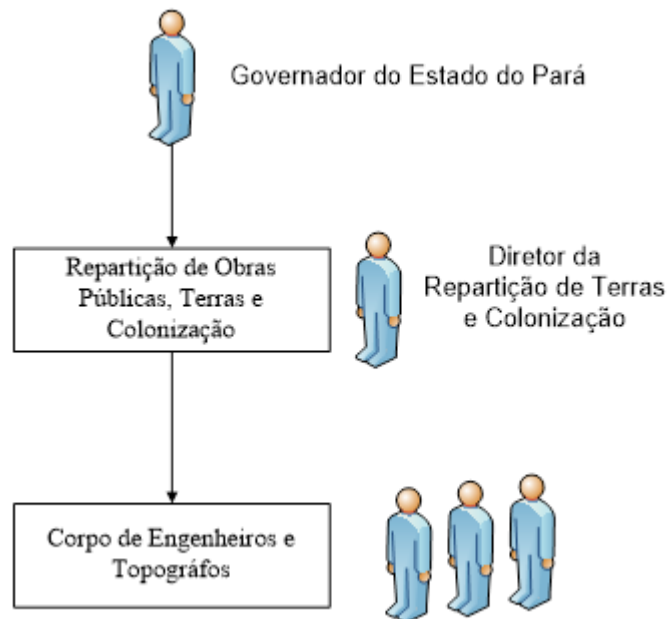 Governador do Estado do Pará
Repartição de Obras
Públicas, Terras e
Colonização
Diretor da
Repartição de Terras
e Colonização
Corpo de Engenheiros e
Topográfos